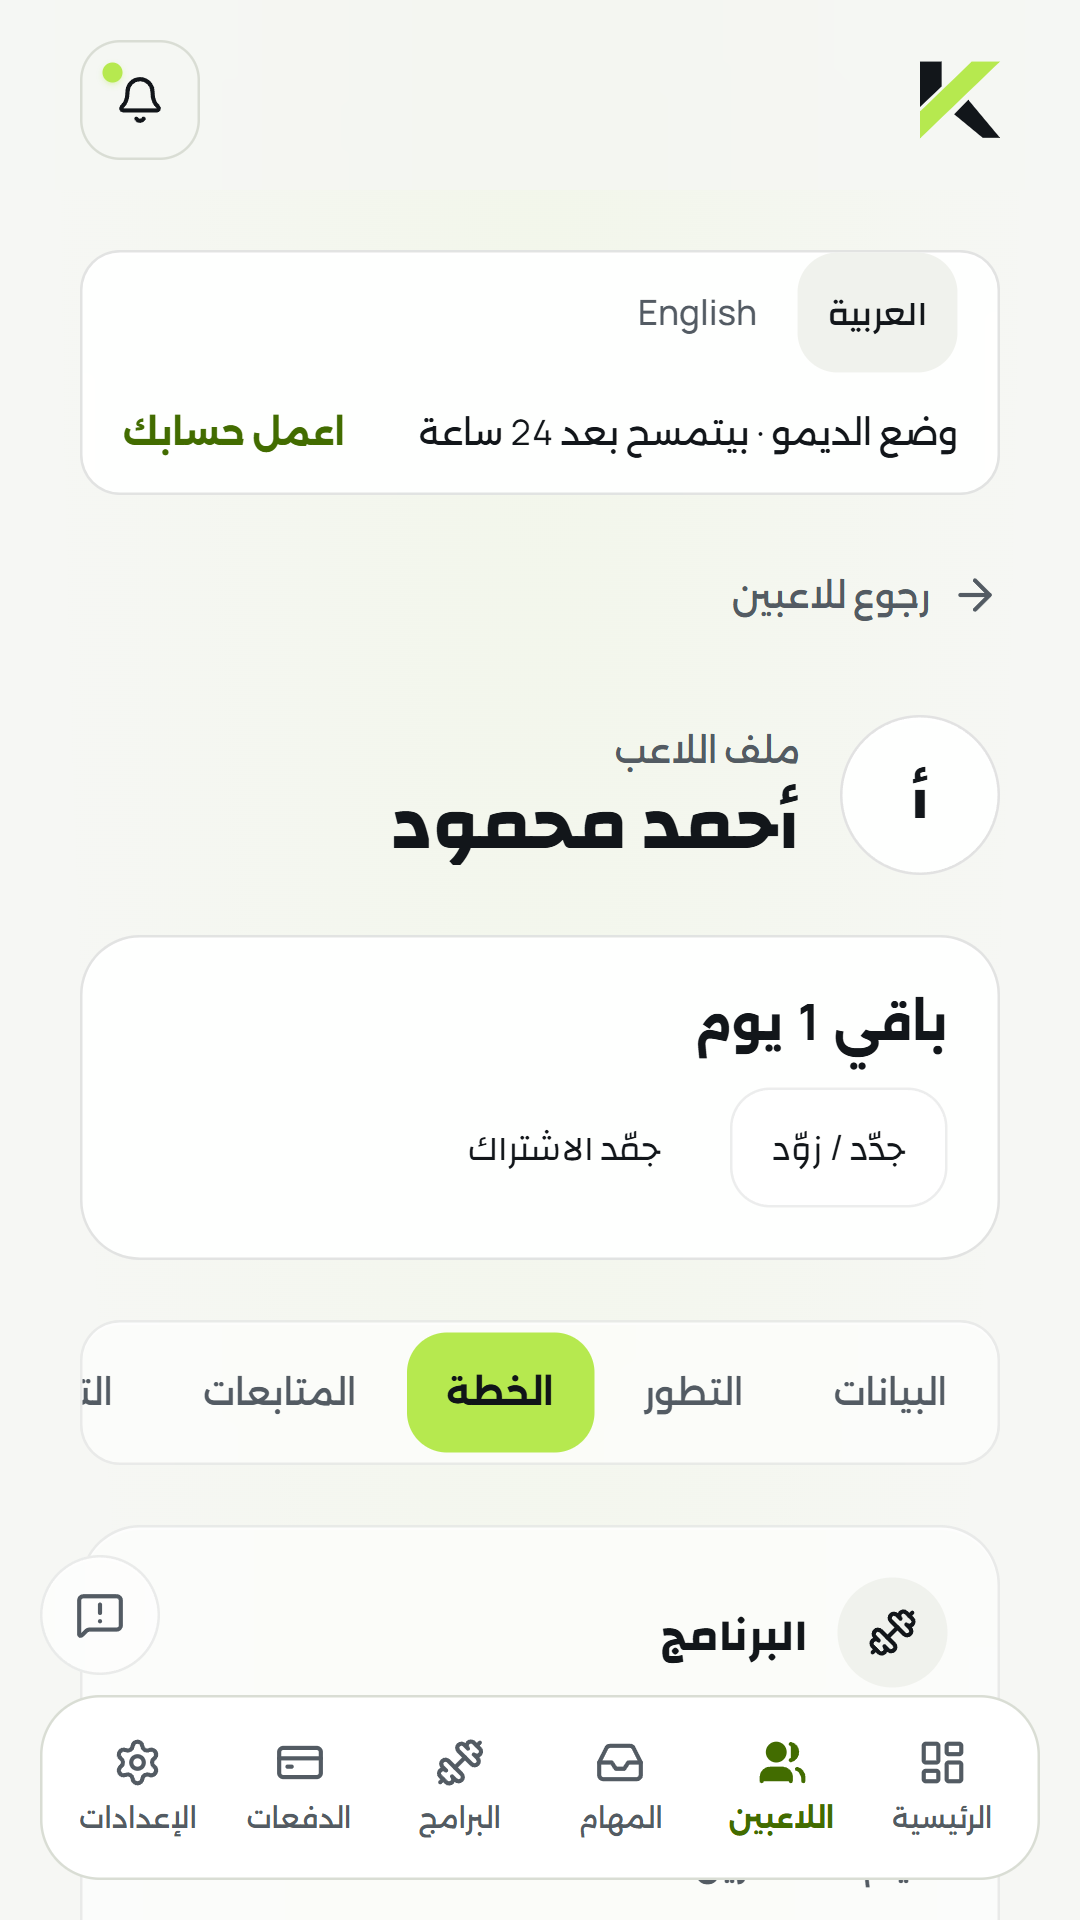 العربية English
وضع الديمو · بيتمسح بعد 24 ساعة اعمل حسابك
رجوع للاعبين
أ
ملف اللاعب
أحمد محمود
باقي 1 يوم
جدّد / زوّد جمّد الاشتراك
البيانات التطور الخطة المتابعات
البرنامج
الرئيسية اللاعبين المهام البرامج الدفعات الإعدادات